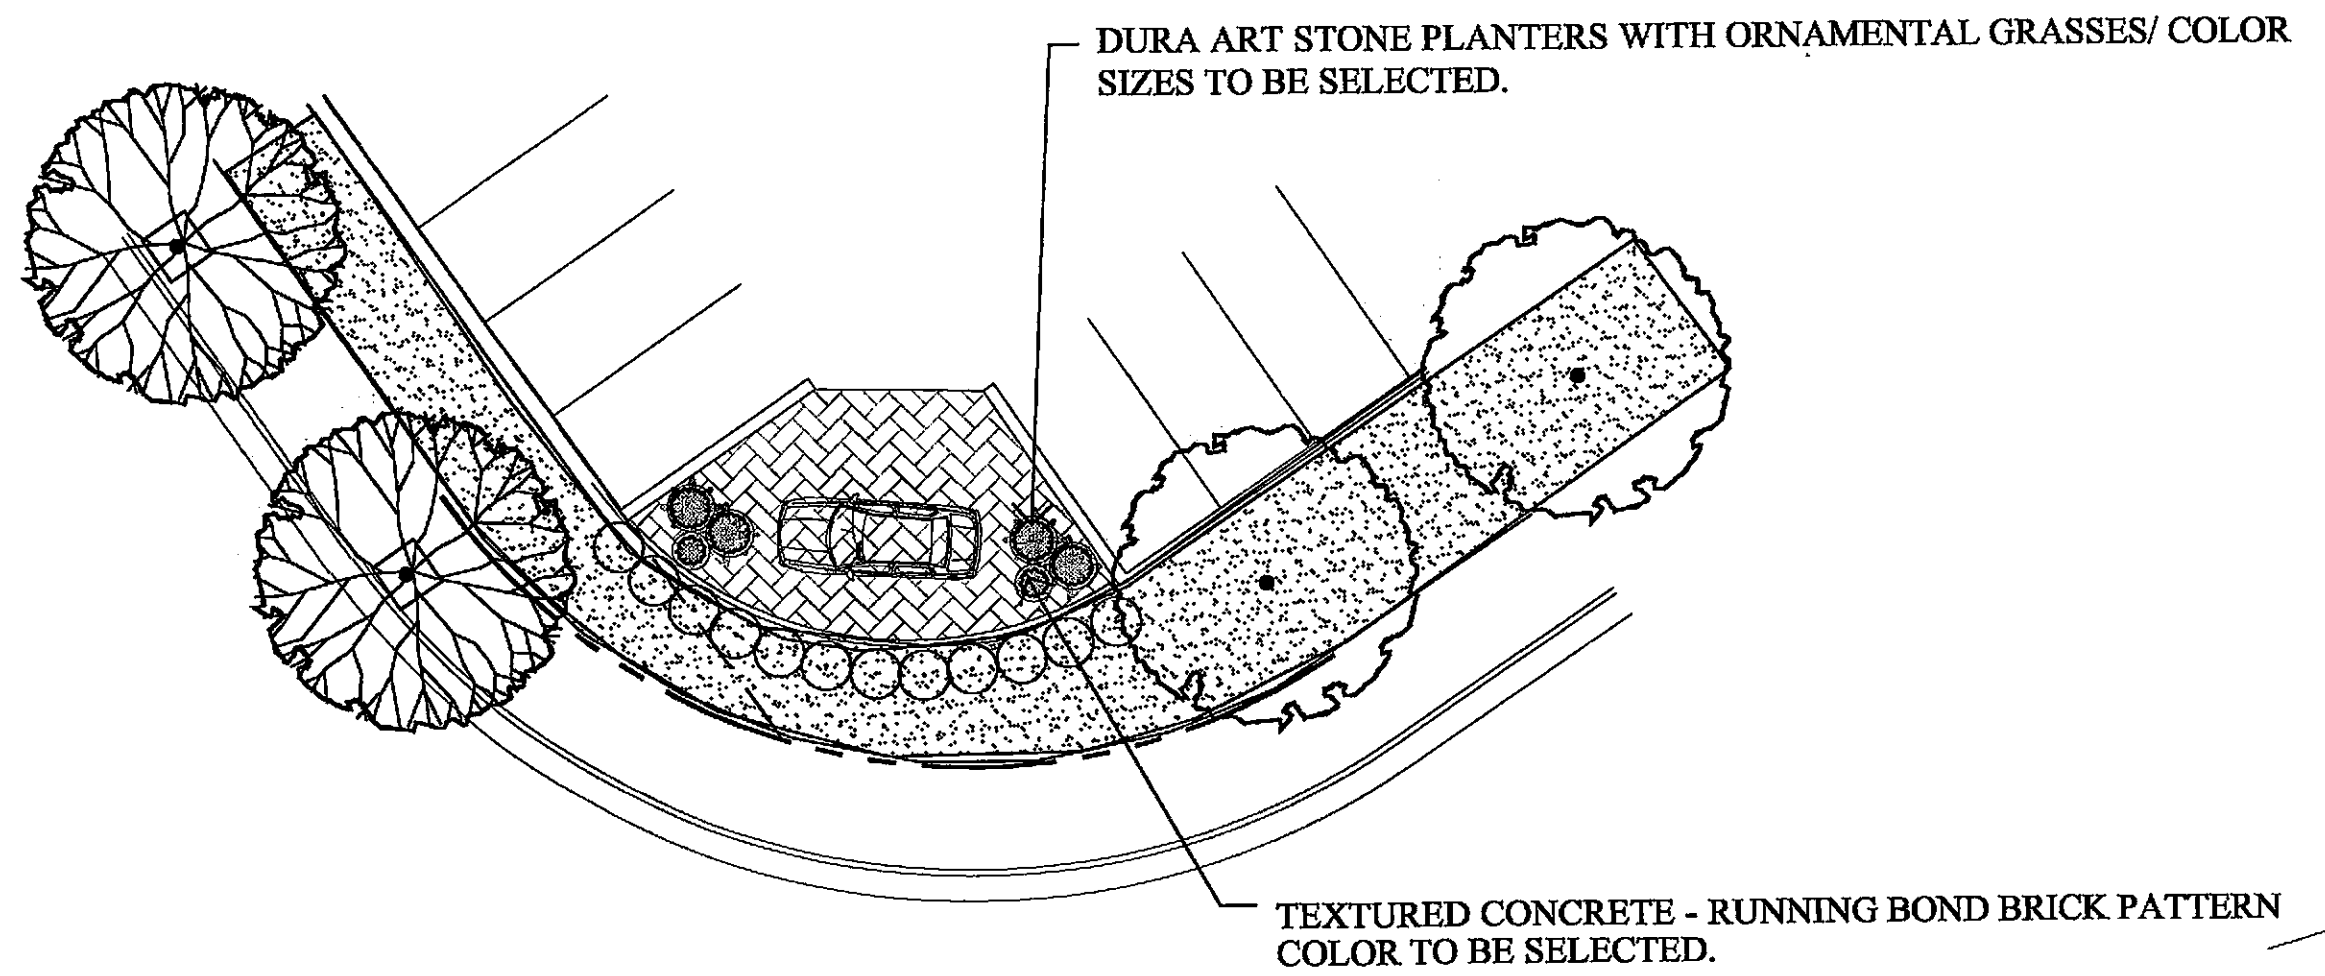 DURA ART STONE PLANTERS WITH ORNAMENTAL GRASSES/ COLOR
SIZES TO BE SELECTED.
TEXTURED CONCRETE - RUNNING BOND BRICK PATTERN
COLOR TO BE SELECTED.